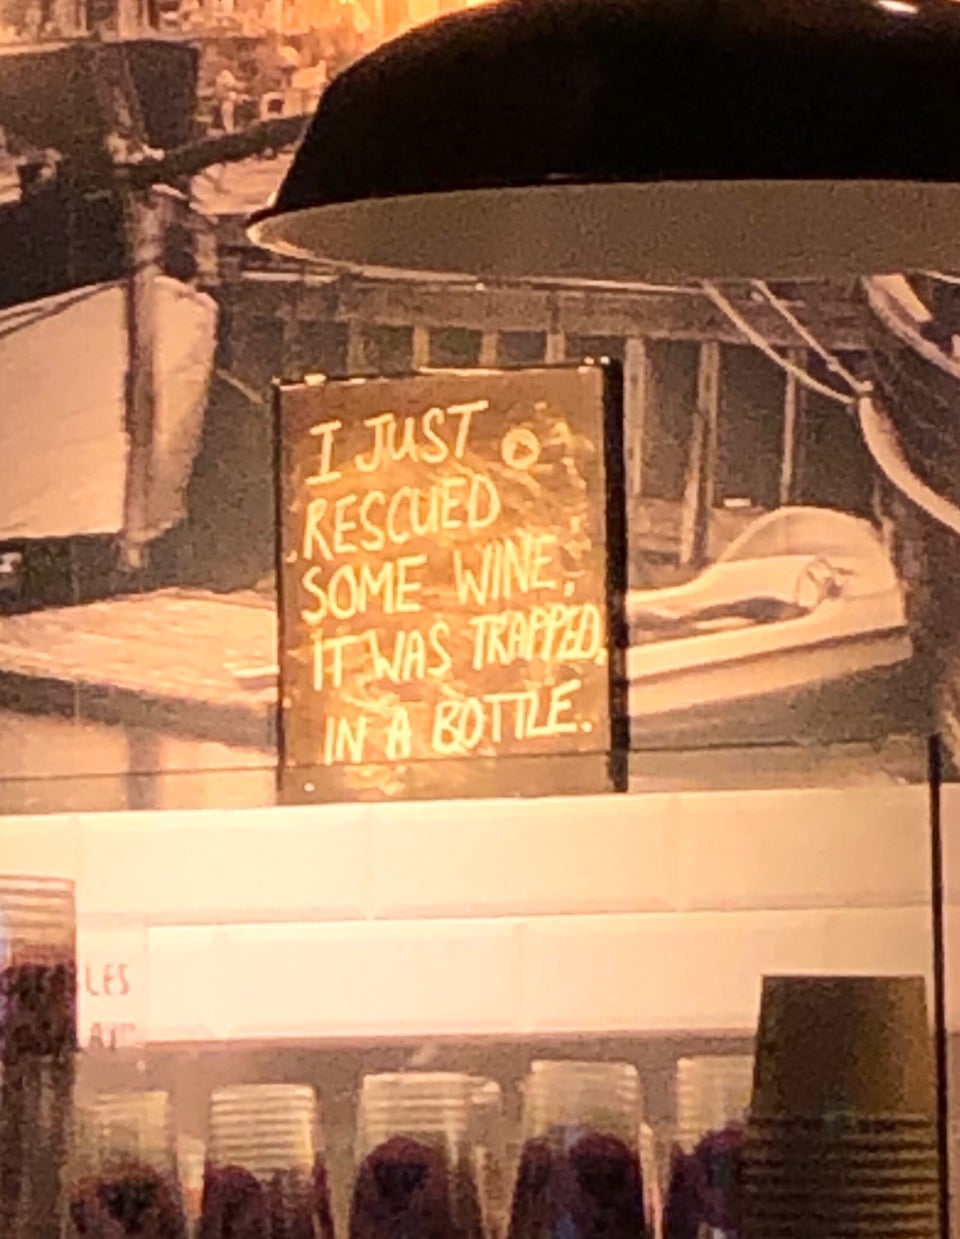 I JUST
RESCUED
SOME WINE,
IT WAS TRAPPED,
IN A BOTTLE.